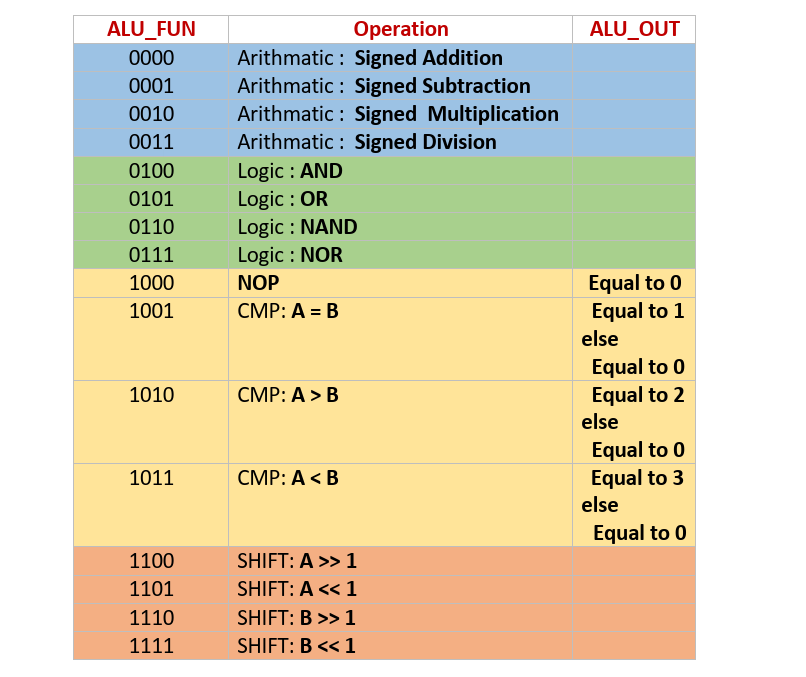 ALU_FUN Operation ALU_OUT
0000 Arithmatic : Signed Addition
0001 Arithmatic : Signed Subtraction
0010 Arithmatic : Signed Multiplication
0011 Arithmatic : Signed Division
0100 Logic : AND
0101 Logic : OR
0110 Logic : NAND
0111 Logic : NOR
1000 NOP Equal to 0
1001 CMP: A = B Equal to 1
else
Equal to 0
1010 CMP: A > B Equal to 2
else
Equal to 0
1011 CMP: A < B Equal to 3
else
Equal to 0
1100 SHIFT: A >> 1
1101 SHIFT: A << 1
1110 SHIFT: B >> 1
1111 SHIFT: B << 1